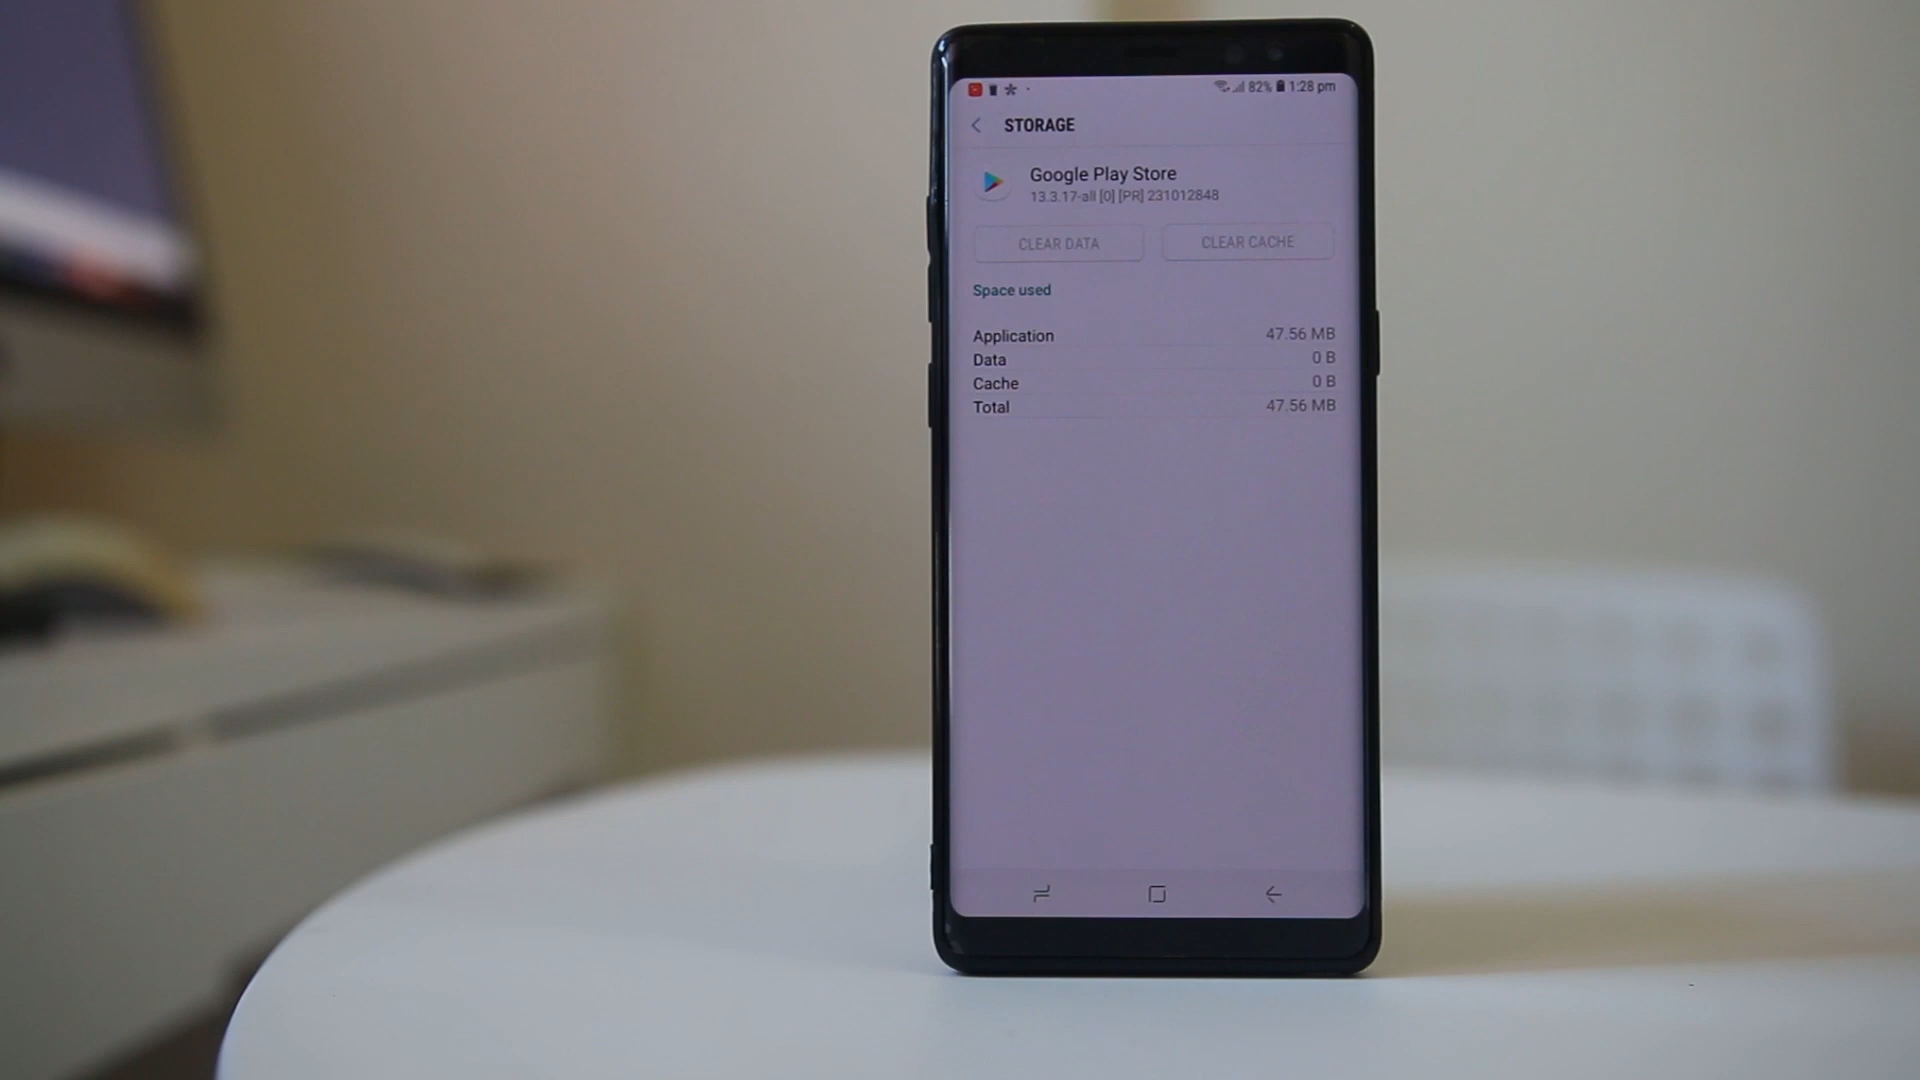 82% 1:28 pm
STORAGE
Google Play Store
13.3.17-all [0] [PR] 231012848
CLEAR DATA CLEAR CACHE
Space used
Application 47.56 MB
Data 0 B
Cache 0 B
Total 47.56 MB